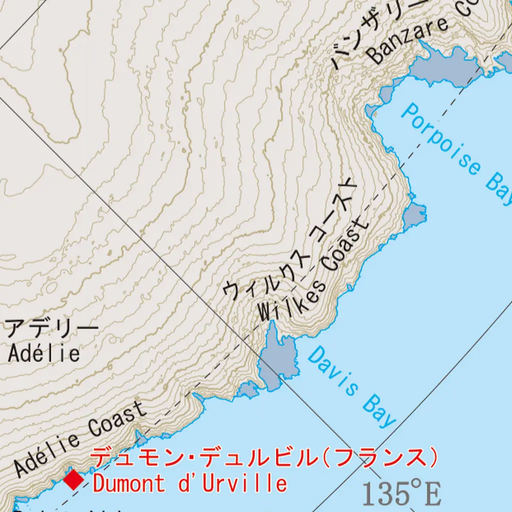 バンザリー
Banzare Co
Porpoise Bay
ウィルクス コースト
Wilkes Coast
アデリー
Adélie
Davis Bay
Adélie Coast
デュモン・デュルビル(フランス)
Dumont d'Urville
135°E